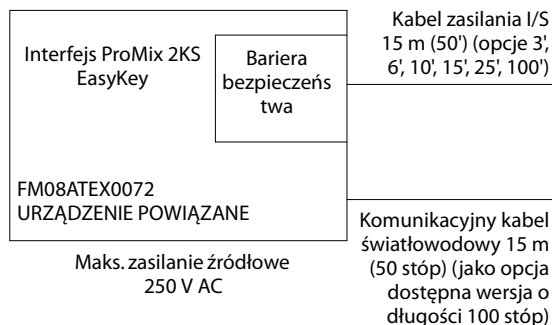 Interfejs ProMix 2KS
EasyKey
Bariera
bezpieczeńs
twa
FM08ATEX0072
URZĄDZENIE POWIĄZANE
Maks. zasilanie źródłowe
250 V AC
Kabel zasilania I/S
15 m (50') (opcje 3',
6', 10', 15', 25', 100')
Komunikacyjny kabel
światłowodowy 15 m
(50 stóp) (jako opcja
dostępna wersja o
długości 100 stóp)